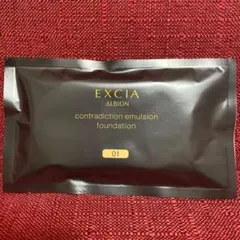 EXCIA
ALBION
contradiction emulsion
foundation
01